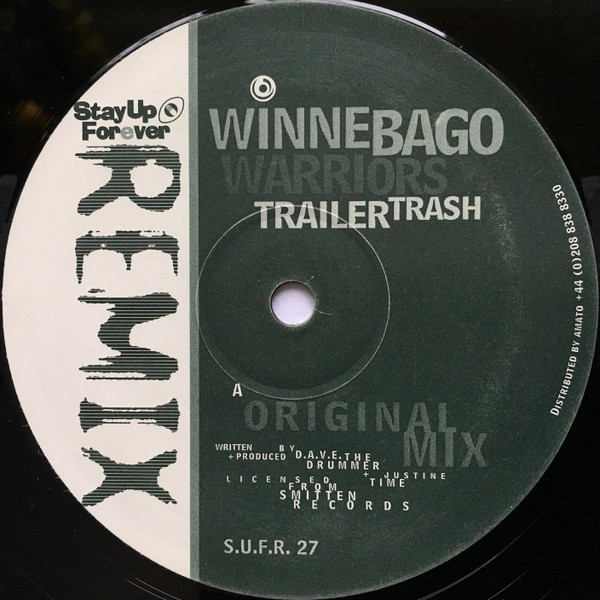 Stay Up
Forever
REMIX
WINNEBAGO
WARRIORS
TRAILERTRASH
A
ORIGINAL
MIX
WRITTEN BY
+ PRODUCED D.A.V.E. THE
DRUMMER
+ JUSTINE
TIME
LICENSED
FROM
SMITTEN
RECORDS
S.U.F.R. 27
DISTRIBUTED BY AMATO +44 (0)208 838 8330